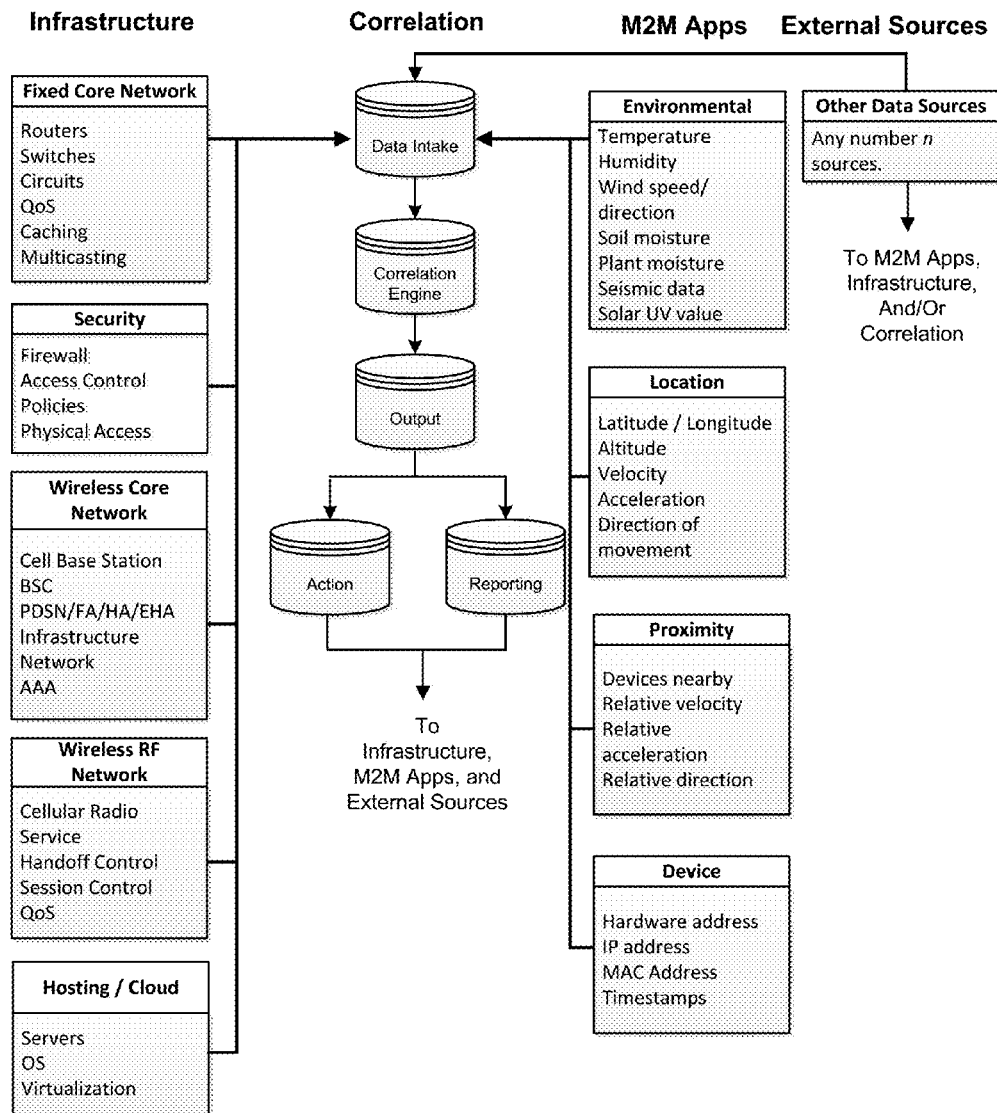 Infrastructure
Correlation
M2M Apps
External Sources
Fixed Core Network
Routers
Switches
Circuits
QoS
Caching
Multicasting
Security
Firewall
Access Control
Policies
Physical Access
Wireless Core
Network
Cell Base Station
BSC
PDSN/FA/HA/EHA
Infrastructure
Network
AAA
Wireless RF
Network
Cellular Radio
Service
Handoff Control
Session Control
QoS
Hosting / Cloud
Servers
OS
Virtualization
Data Intake
Correlation
Engine
Output
Action
Reporting
To
Infrastructure,
M2M Apps, and
External Sources
Environmental
Temperature
Humidity
Wind speed/
direction
Soil moisture
Plant moisture
Seismic data
Solar UV value
Location
Latitude / Longitude
Altitude
Velocity
Acceleration
Direction of
movement
Proximity
Devices nearby
Relative velocity
Relative
acceleration
Relative direction
Device
Hardware address
IP address
MAC Address
Timestamps
Other Data Sources
Any number n
sources.
To M2M Apps,
Infrastructure,
And/Or
Correlation